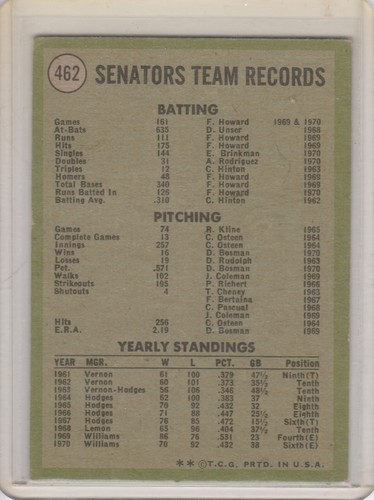 462 SENATORS TEAM RECORDS
BATTING
Games 161 F. Howard 1969 & 1970
At-Bats 635 D. Unser 1968
Runs 111 F. Howard 1969
Hits 175 F. Howard 1969
Singles 144 E. Brinkman 1970
Doubles 31 A. Rodriguez 1970
Triples 12 C. Hinton 1963
Homers 48 F. Howard 1969
Total Bases 340 F. Howard 1969
Runs Batted In 126 F. Howard 1970
Batting Avg. .310 C. Hinton 1962
PITCHING
Games 74 R. Kline 1965
Complete Games 13 C. Osteen 1964
Innings 257 C. Osteen 1964
Wins 16 D. Bosman 1970
Losses 19 D. Rudolph 1963
Pct. .571 D. Bosman 1970
Walks 102 J. Coleman 1969
Strikeouts 195 P. Richert 1966
Shutouts 4 T. Cheney 1963
F. Bertaina 1967
C. Pascual 1968
J. Coleman 1969
Hits 256 C. Osteen 1964
E.R.A. 2.19 D. Bosman 1969
YEARLY STANDINGS
YEAR MGR. W L PCT. GB Position
1961 Vernon 61 100 .379 47½ Ninth(T)
1962 Vernon 60 101 .373 35½ Tenth
1963 Vernon-Hodges 56 106 .346 48½ Tenth
1964 Hodges 62 100 .383 37 Ninth
1965 Hodges 70 92 .432 32 Eighth
1966 Hodges 71 88 .447 25½ Eighth
1967 Hodges 76 85 .472 15½ Sixth(T)
1968 Lemon 65 96 .404 37½ Tenth
1969 Williams 86 76 .531 23 Fourth(E)
1970 Williams 70 92 .432 38 Sixth(E)
** ©T.C.G. PRTD. IN U.S.A.